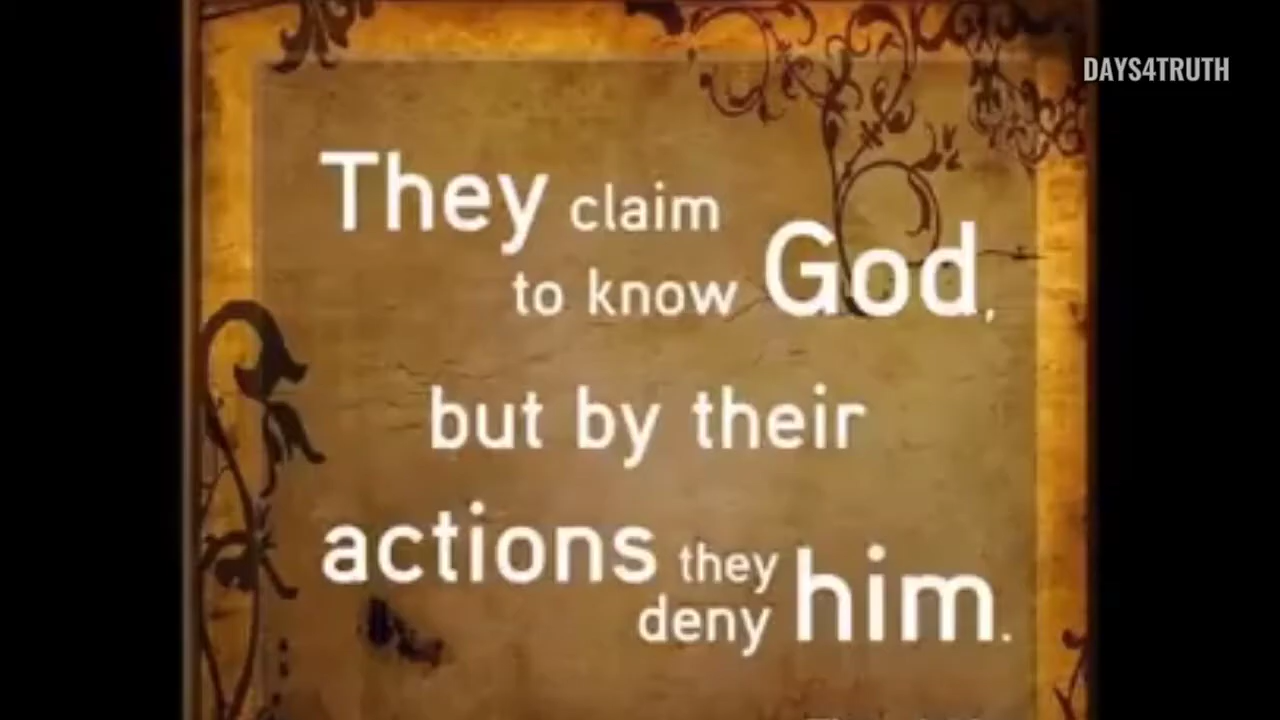 DAYS4TRUTH
They claim
to know God,
but by their
actions they
deny him.